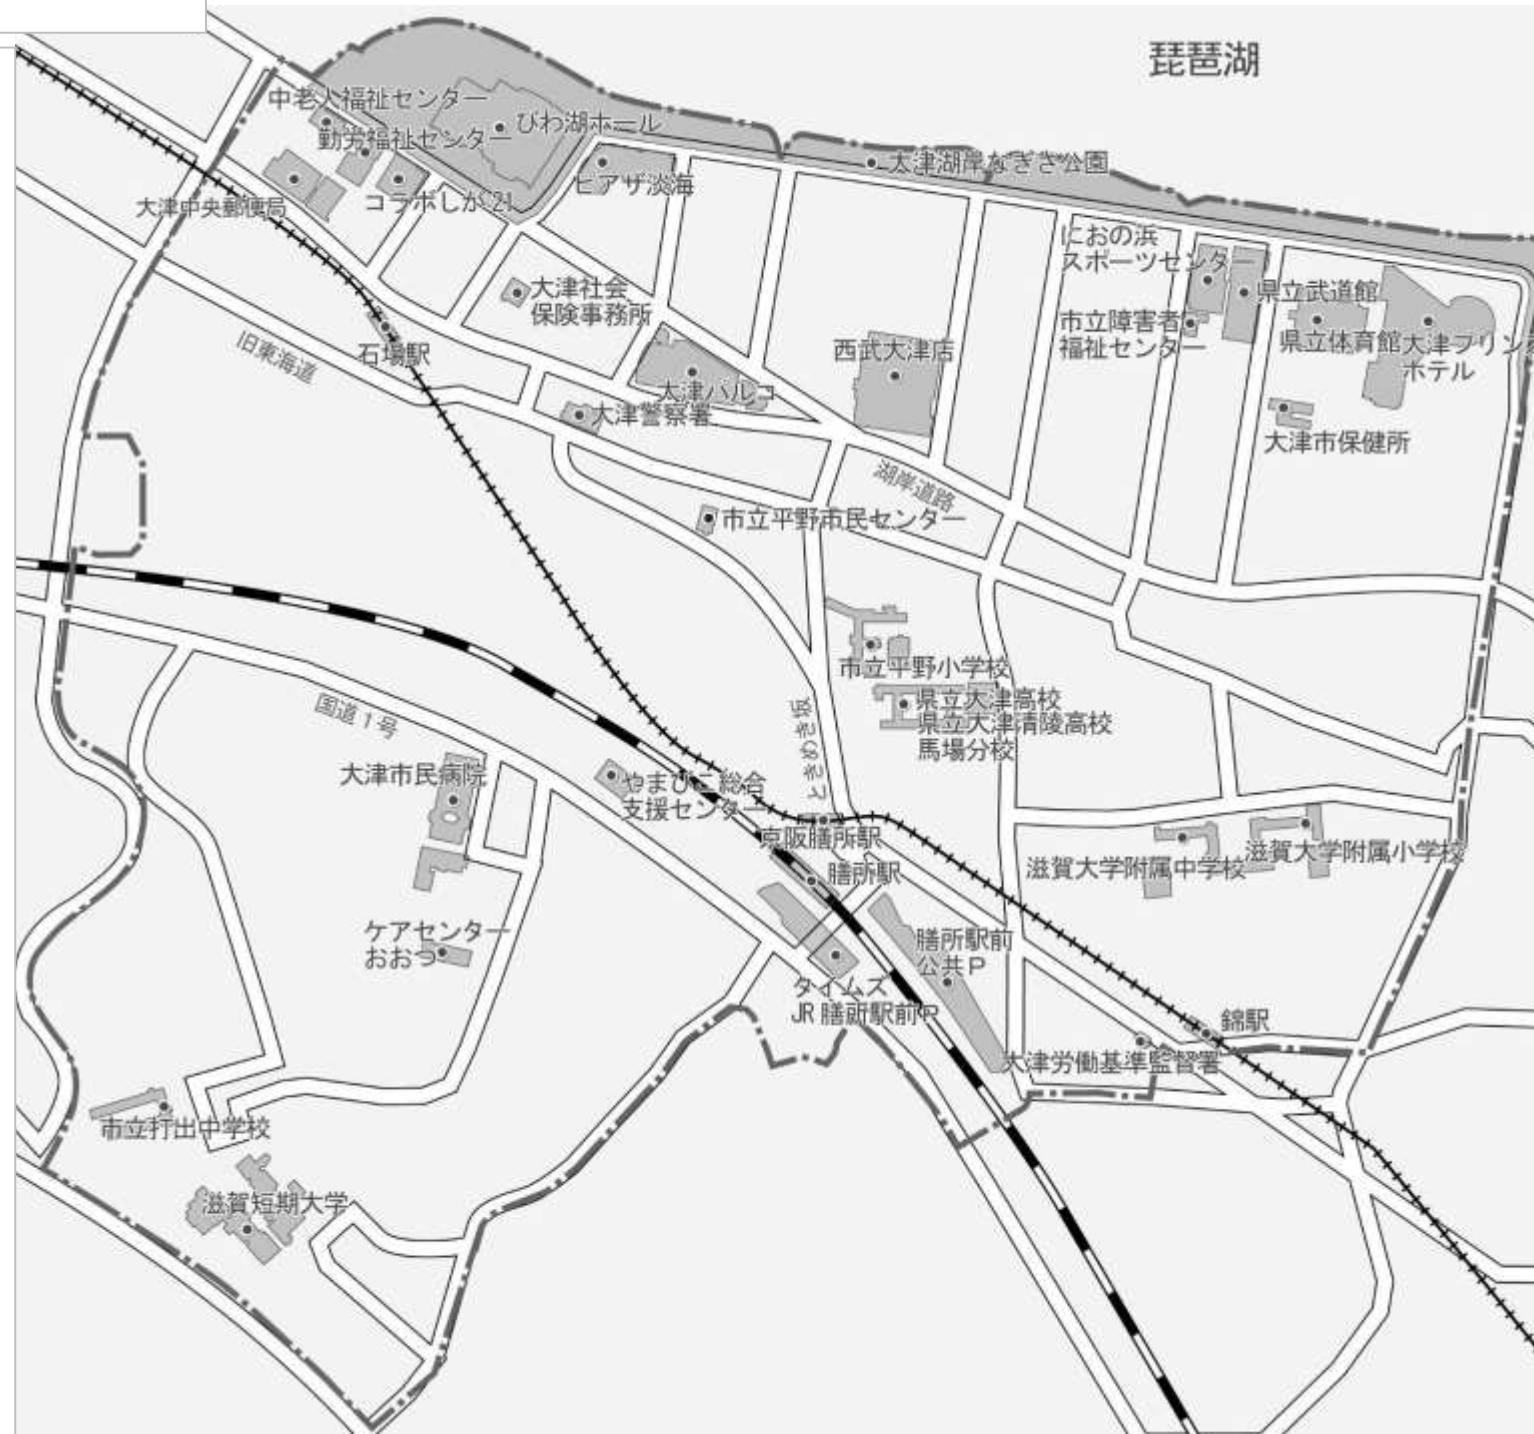 琵琶湖
中老人福祉センター
びわ湖ホール
勤労福祉センター
大津湖岸なぎさ公園
ピアザ淡海
コラボしが21
大津中央郵便局
におの浜
スポーツセンター
大津社会
保険事務所
県立武道館
市立障害者
福祉センター
県立体育館
大津プリンス
ホテル
旧東海道
石場駅
西武大津店
大津パルコ
大津警察署
大津市保健所
湖岸道路
市立平野市民センター
市立平野小学校
県立大津高校
県立大津清陵高校
馬場分校
国道1号
ときめき坂
大津市民病院
やまびこ総合
支援センター
京阪膳所駅
膳所駅
滋賀大学附属中学校
滋賀大学附属小学校
ケアセンター
おおつ
膳所駅前
公共P
タイムズ
JR膳所駅前P
錦駅
大津労働基準監督署
市立打出中学校
滋賀短期大学